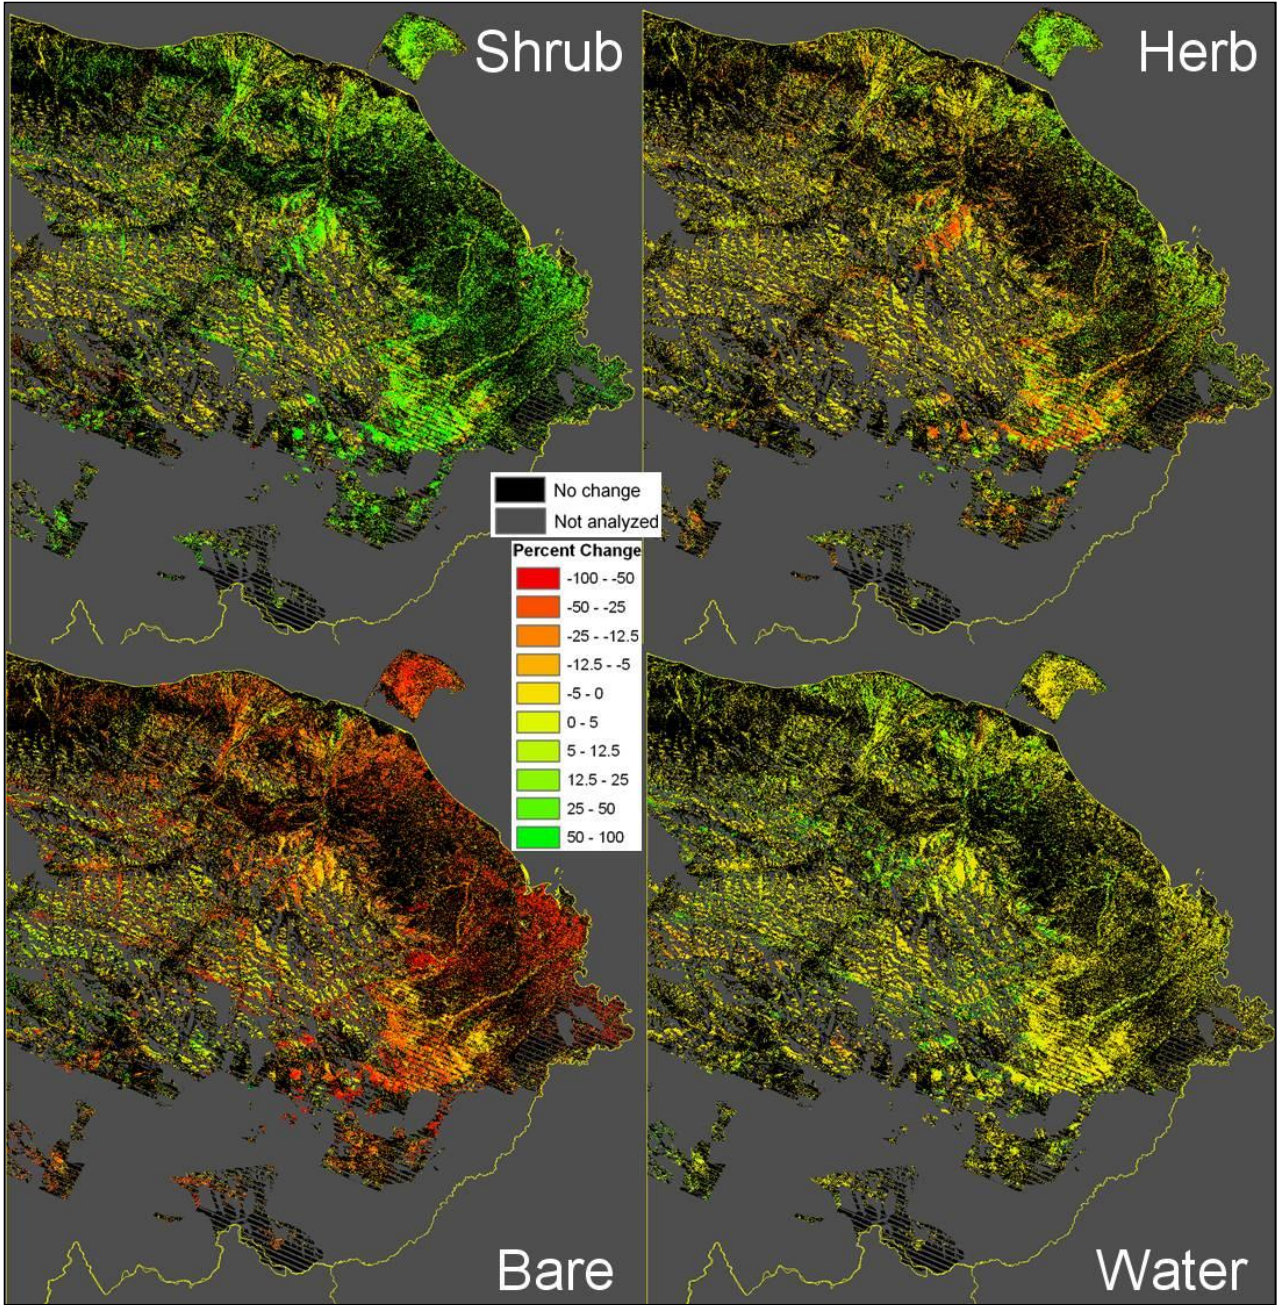 Shrub
Herb
No change
Not analyzed
Percent Change
-100 - -50
-50 - -25
-25 - -12.5
-12.5 - -5
-5 - 0
0 - 5
5 - 12.5
12.5 - 25
25 - 50
50 - 100
Bare
Water